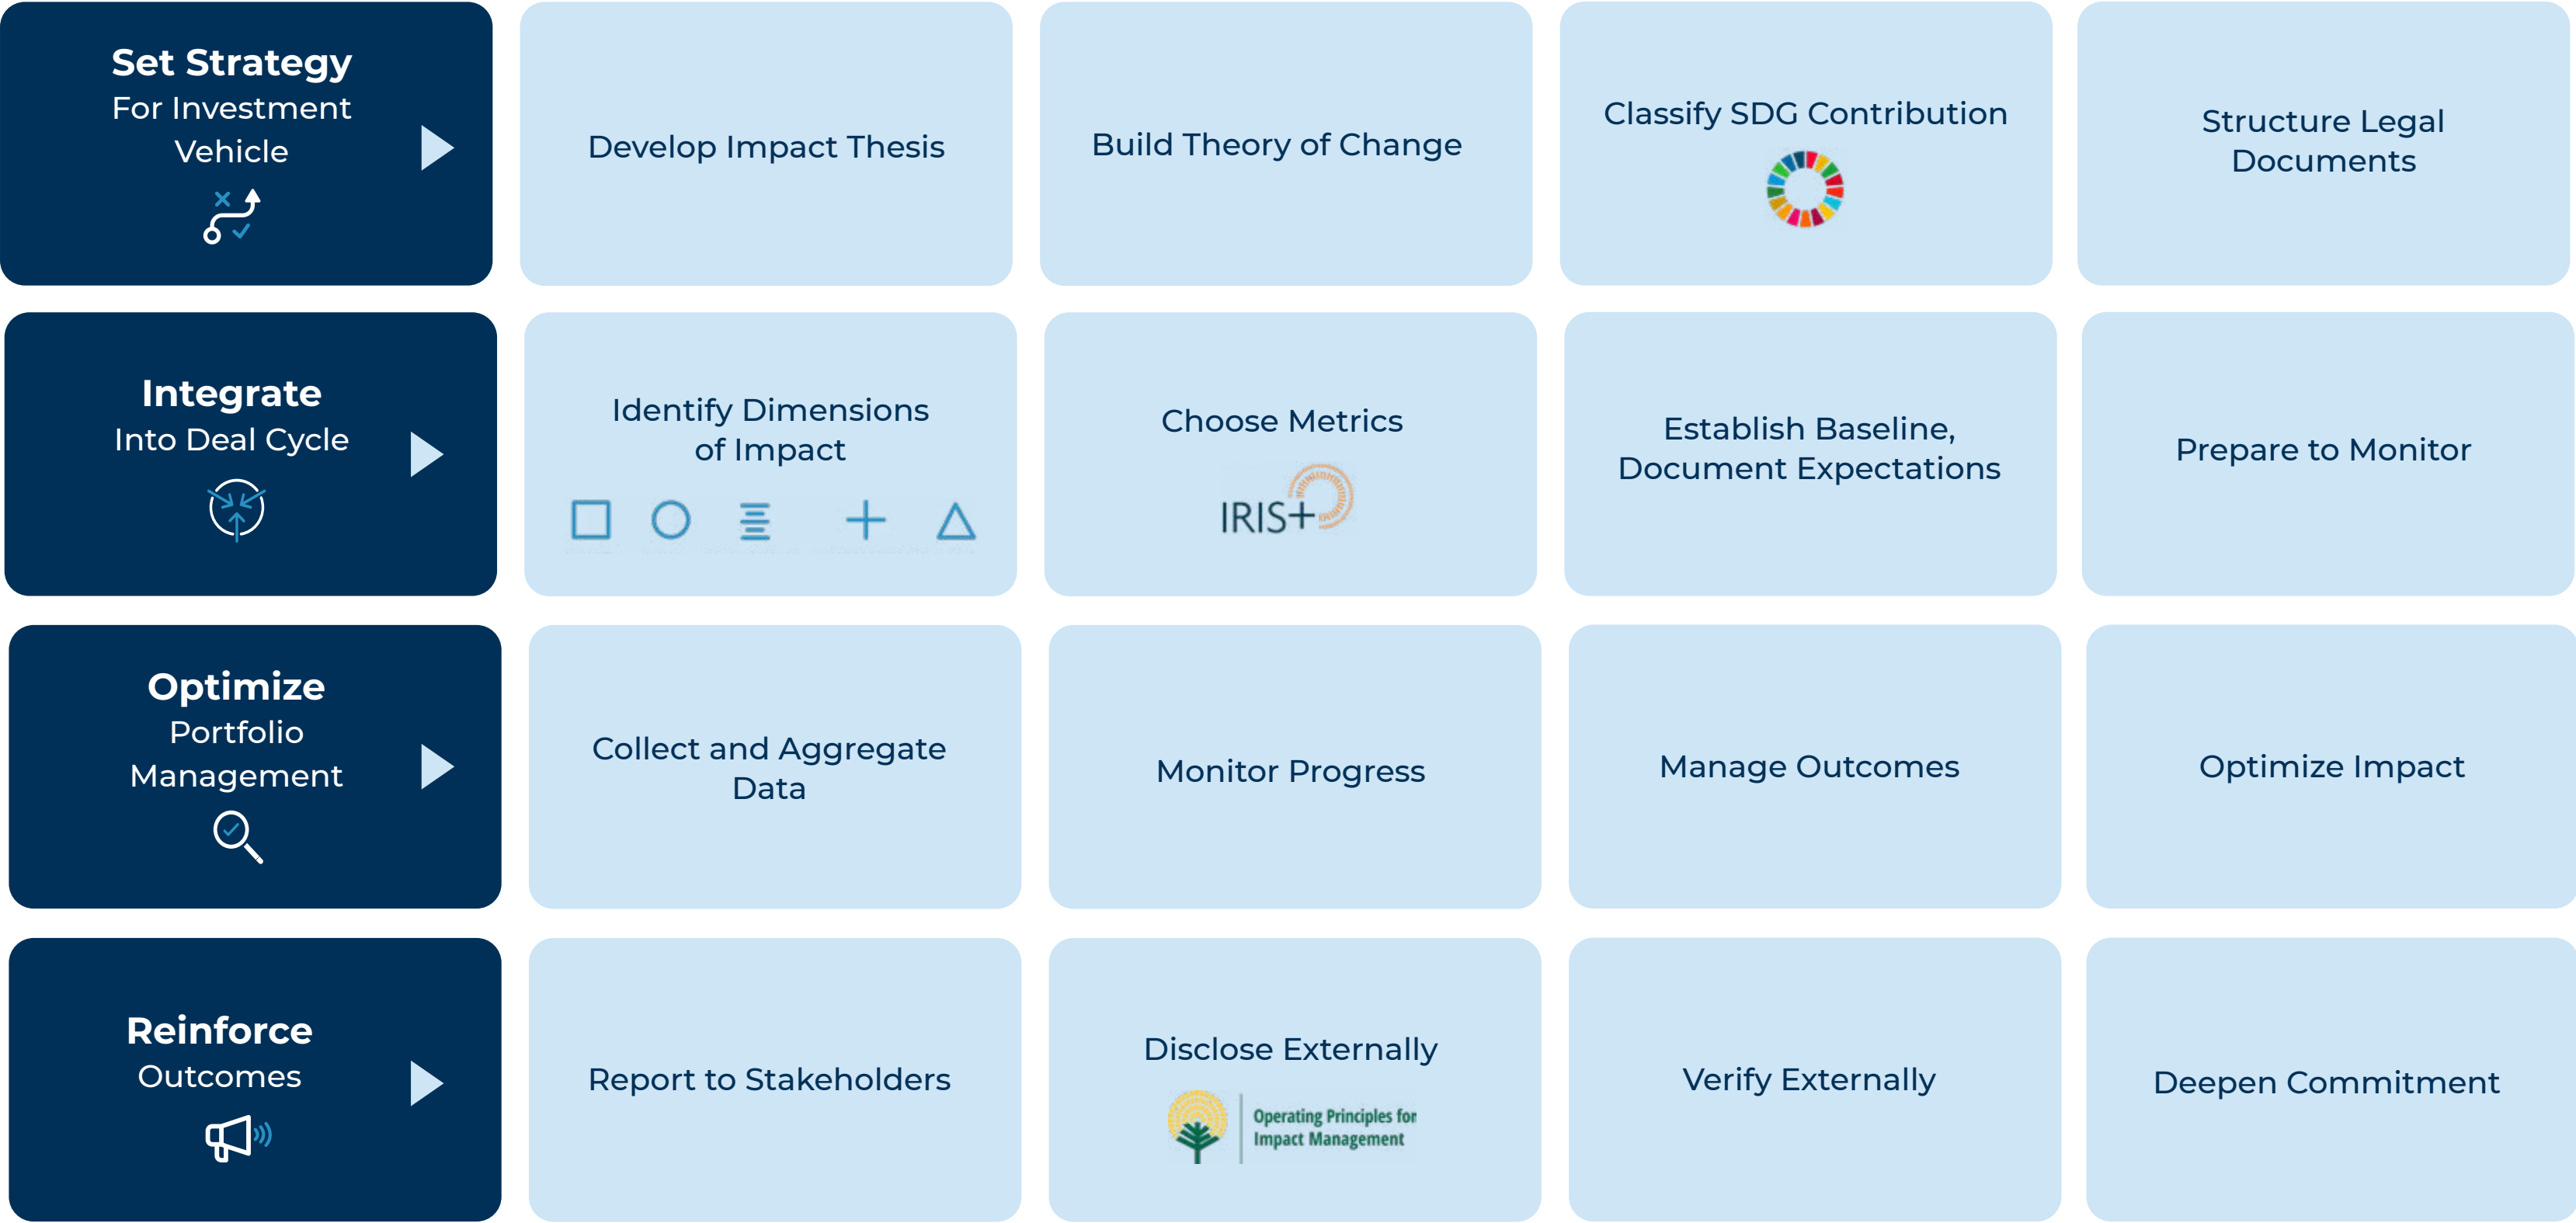 Set Strategy
For Investment
Vehicle
Develop Impact Thesis
Build Theory of Change
Classify SDG Contribution
Structure Legal
Documents
Integrate
Into Deal Cycle
Identify Dimensions
of Impact
Choose Metrics
IRIS+
Establish Baseline,
Document Expectations
Prepare to Monitor
Optimize
Portfolio
Management
Collect and Aggregate
Data
Monitor Progress
Manage Outcomes
Optimize Impact
Reinforce
Outcomes
Report to Stakeholders
Disclose Externally
Operating Principles for
Impact Management
Verify Externally
Deepen Commitment